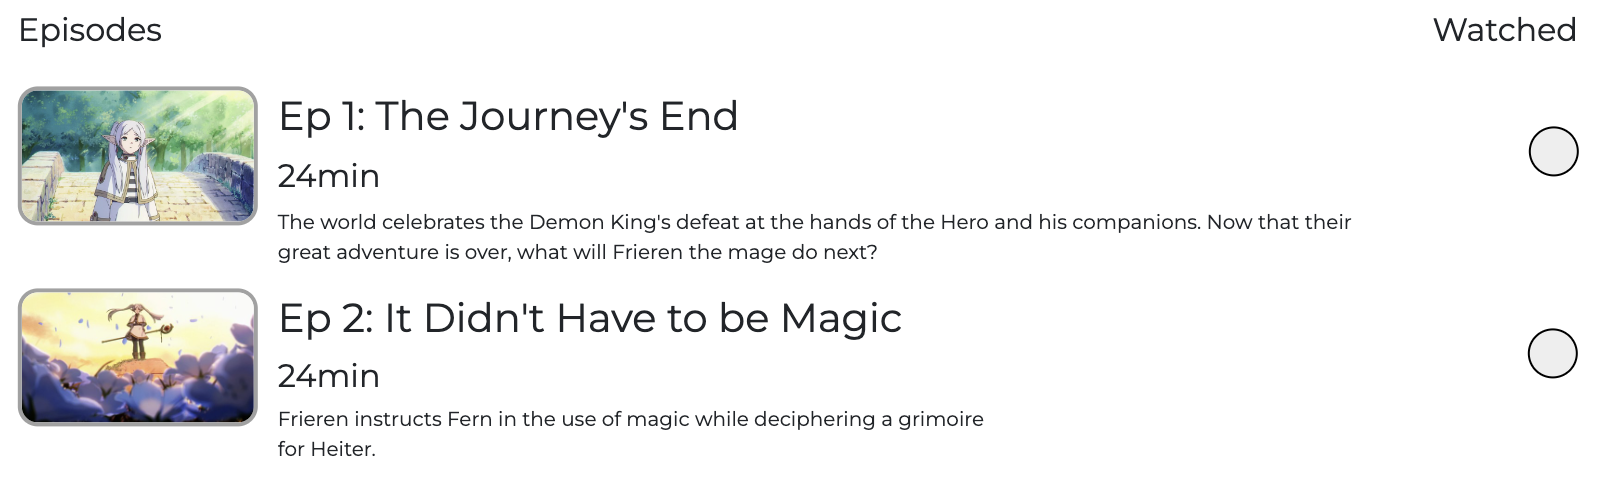 Episodes
Watched
Ep 1: The Journey's End
24min
The world celebrates the Demon King's defeat at the hands of the Hero and his companions. Now that their
great adventure is over, what will Frieren the mage do next?
Ep 2: It Didn't Have to be Magic
24min
Frieren instructs Fern in the use of magic while deciphering a grimoire
for Heiter.